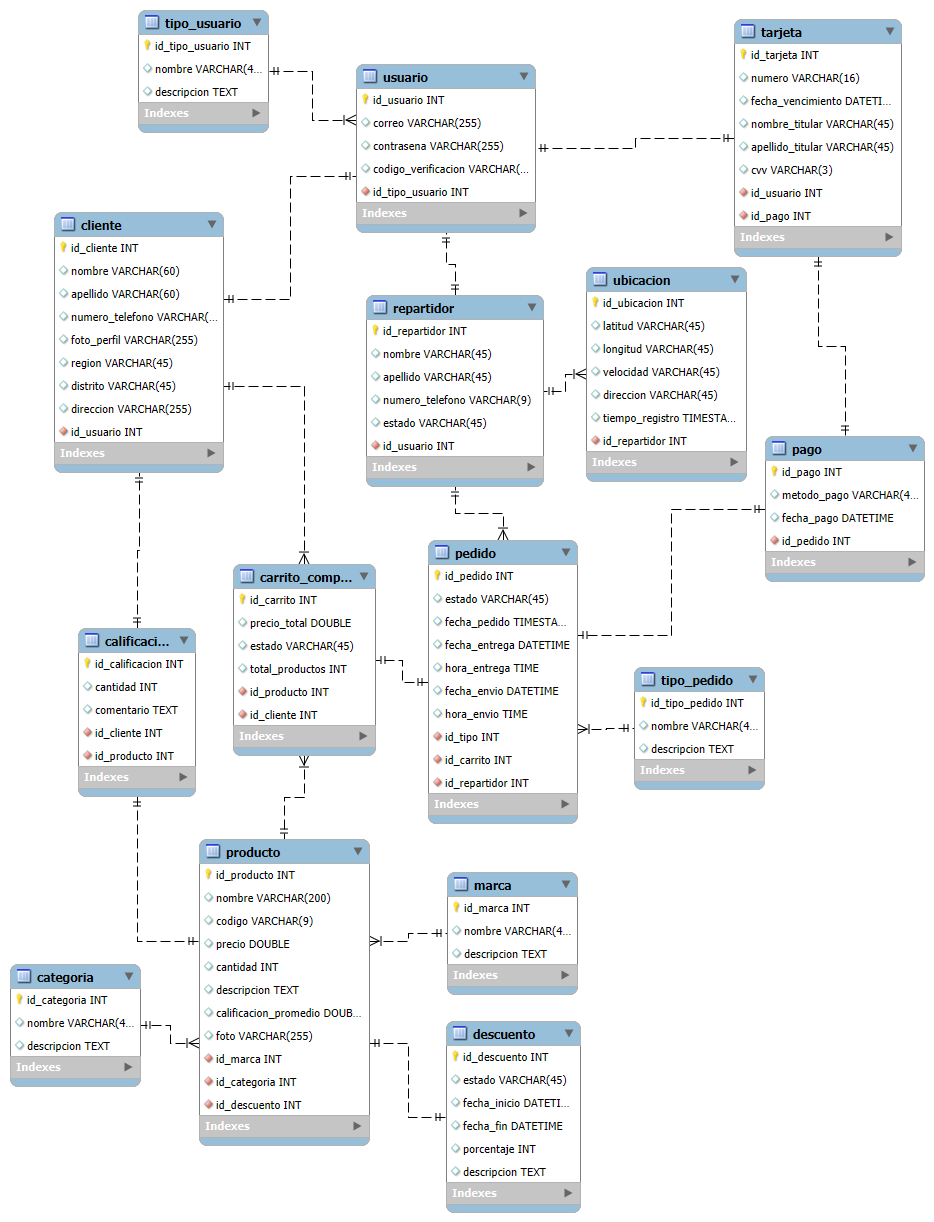 tipo_usuario
id_tipo_usuario INT
nombre VARCHAR(4...
descripcion TEXT
Indexes
usuario
id_usuario INT
correo VARCHAR(255)
contrasena VARCHAR(255)
codigo_verificacion VARCHAR(...
id_tipo_usuario INT
Indexes
tarjeta
id_tarjeta INT
numero VARCHAR(16)
fecha_vencimiento DATETI...
nombre_titular VARCHAR(45)
apellido_titular VARCHAR(45)
cvv VARCHAR(3)
id_usuario INT
id_pago INT
Indexes
cliente
id_cliente INT
nombre VARCHAR(60)
apellido VARCHAR(60)
numero_telefono VARCHAR(...
foto_perfil VARCHAR(255)
region VARCHAR(45)
distrito VARCHAR(45)
direccion VARCHAR(255)
id_usuario INT
Indexes
repartidor
id_repartidor INT
nombre VARCHAR(45)
apellido VARCHAR(45)
numero_telefono VARCHAR(9)
estado VARCHAR(45)
id_usuario INT
Indexes
ubicacion
id_ubicacion INT
latitud VARCHAR(45)
longitud VARCHAR(45)
velocidad VARCHAR(45)
direccion VARCHAR(45)
tiempo_registro TIMESTA...
id_repartidor INT
Indexes
pago
id_pago INT
metodo_pago VARCHAR(4...
fecha_pago DATETIME
id_pedido INT
Indexes
carrito_comp...
id_carrito INT
precio_total DOUBLE
estado VARCHAR(45)
total_productos INT
id_producto INT
id_cliente INT
Indexes
pedido
id_pedido INT
estado VARCHAR(45)
fecha_pedido TIMESTA...
fecha_entrega DATETIME
hora_entrega TIME
fecha_envio DATETIME
hora_envio TIME
id_tipo INT
id_carrito INT
id_repartidor INT
Indexes
calificaci...
id_calificacion INT
cantidad INT
comentario TEXT
id_cliente INT
id_producto INT
Indexes
tipo_pedido
id_tipo_pedido INT
nombre VARCHAR(4...
descripcion TEXT
Indexes
producto
id_producto INT
nombre VARCHAR(200)
codigo VARCHAR(9)
precio DOUBLE
cantidad INT
descripcion TEXT
calificacion_promedio DOUB...
foto VARCHAR(255)
id_marca INT
id_categoria INT
id_descuento INT
Indexes
marca
id_marca INT
nombre VARCHAR(4...
descripcion TEXT
Indexes
categoria
id_categoria INT
nombre VARCHAR(4...
descripcion TEXT
Indexes
descuento
id_descuento INT
estado VARCHAR(45)
fecha_inicio DATETI...
fecha_fin DATETIME
porcentaje INT
descripcion TEXT
Indexes